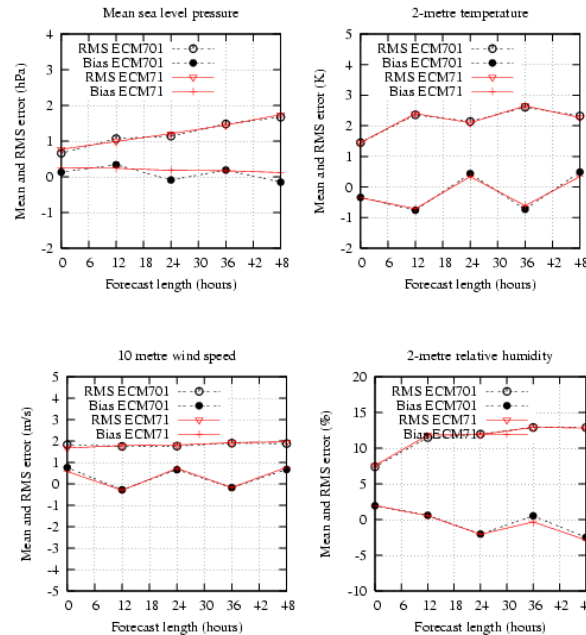 Mean sea level pressure
4
3
2
1
0
-1
-2
Mean and RMS error (hPa)
RMS ECM701
Bias ECM701
RMS ECM71
Bias ECM71
0 6 12 18 24 30 36 42 48
Forecast length (hours)
2-metre temperature
5
4
3
2
1
0
-1
-2
Mean and RMS error (K)
RMS ECM701
Bias ECM701
RMS ECM71
Bias ECM71
0 6 12 18 24 30 36 42 48
Forecast length (hours)
10 metre wind speed
5
4
3
2
1
0
-1
-2
-3
-4
-5
Mean and RMS error (m/s)
RMS ECM701
Bias ECM701
RMS ECM71
Bias ECM71
0 6 12 18 24 30 36 42 48
Forecast length (hours)
2-metre relative humidity
20
15
10
5
0
-5
-10
Mean and RMS error (%)
RMS ECM701
Bias ECM701
RMS ECM71
Bias ECM71
0 6 12 18 24 30 36 42 48
Forecast length (hours)